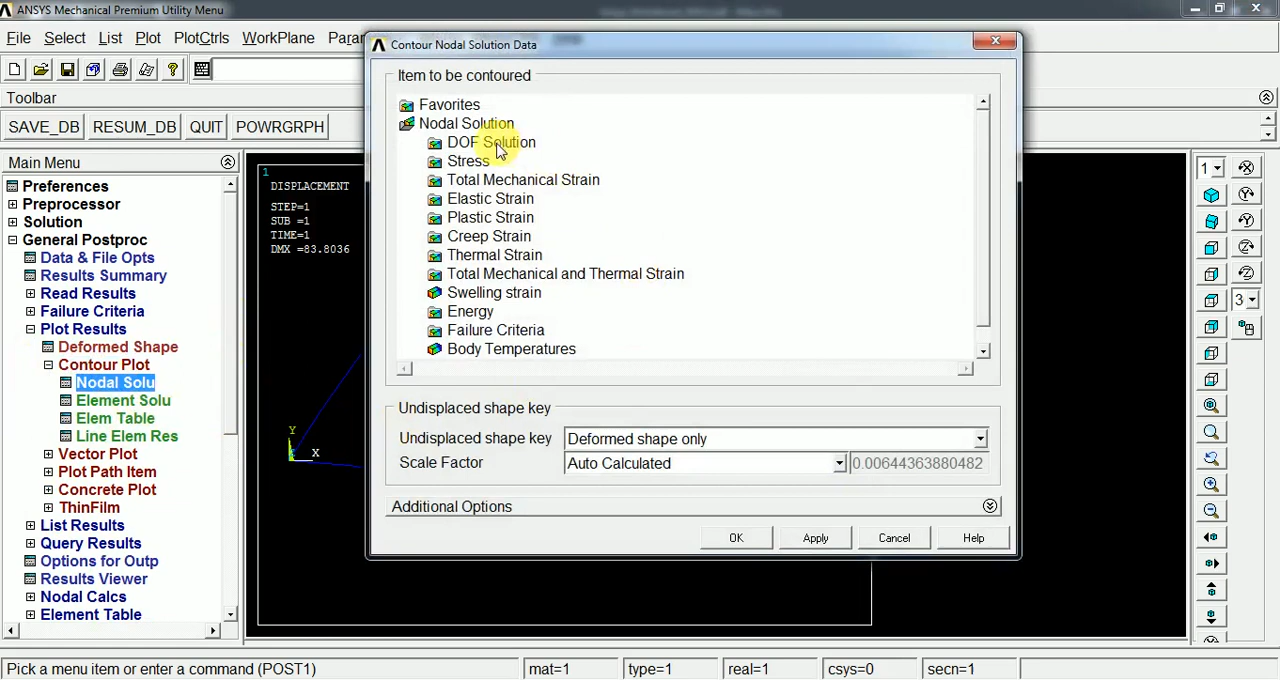 ANSYS Mechanical Premium Utility Menu
File Select List Plot PlotCtrls WorkPlane
Toolbar
SAVE_DB RESUM_DB QUIT POWRGRPH
Main Menu
Preferences
Preprocessor
Solution
General Postproc
Data & File Opts
Results Summary
Read Results
Failure Criteria
Plot Results
Deformed Shape
Contour Plot
Nodal Solu
Element Solu
Elem Table
Line Elem Res
Vector Plot
Plot Path Item
Concrete Plot
ThinFilm
List Results
Query Results
Options for Outp
Results Viewer
Nodal Calcs
Element Table
1
DISPLACEMENT
STEP=1
SUB =1
TIME=1
DMX =83.8036
Y
X
Contour Nodal Solution Data
Item to be contoured
Favorites
Nodal Solution
DOF Solution
Stress
Total Mechanical Strain
Elastic Strain
Plastic Strain
Creep Strain
Thermal Strain
Total Mechanical and Thermal Strain
Swelling strain
Energy
Failure Criteria
Body Temperatures
Undisplaced shape key
Undisplaced shape key Deformed shape only
Scale Factor Auto Calculated 0.00644363880482
Additional Options
OK Apply Cancel Help
1
3
Pick a menu item or enter a command (POST1) mat=1 type=1 real=1 csys=0 secn=1